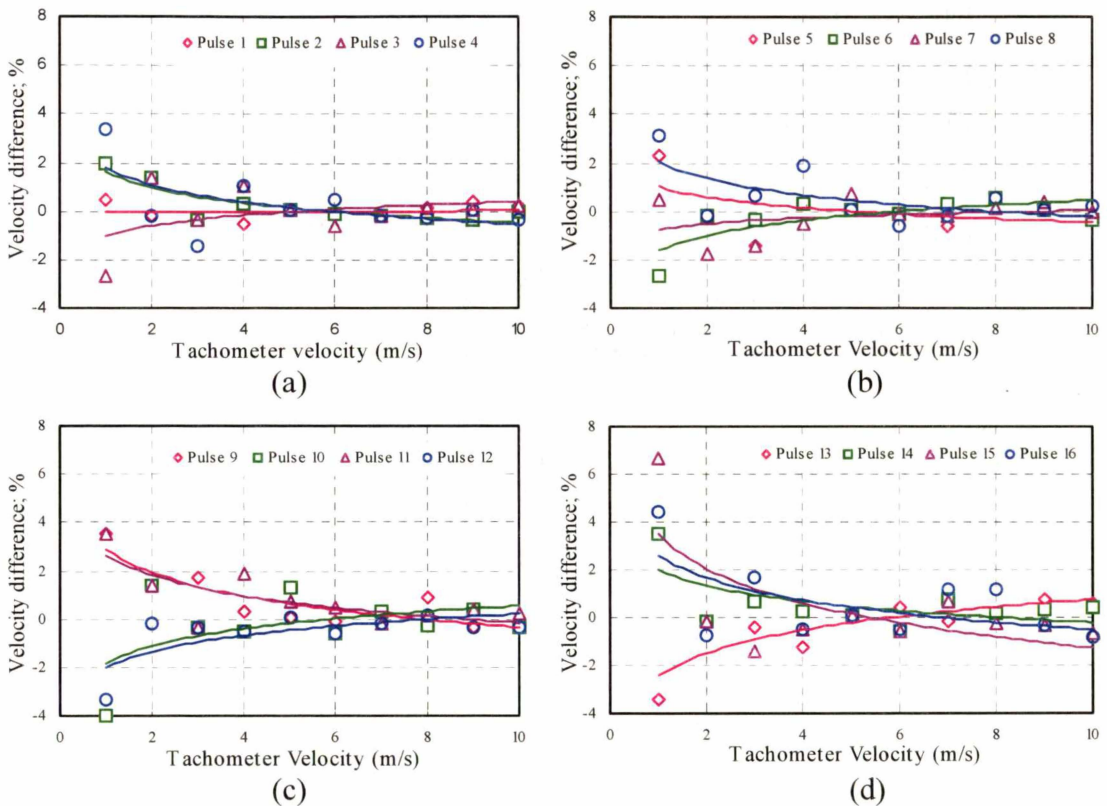 Velocity difference; %
8
6
4
2
0
-2
-4
Pulse 1 Pulse 2 Pulse 3 Pulse 4
0 2 4 6 8 10
Tachometer velocity (m/s)
(a)
Velocity difference; %
8
6
4
2
0
-2
-4
Pulse 5 Pulse 6 Pulse 7 Pulse 8
0 2 4 6 8 10
Tachometer Velocity (m/s)
(b)
Velocity difference; %
8
6
4
2
0
-2
-4
Pulse 9 Pulse 10 Pulse 11 Pulse 12
0 2 4 6 8 10
Tachometer Velocity (m/s)
(c)
Velocity difference; %
8
6
4
2
0
-2
-4
Pulse 13 Pulse 14 Pulse 15 Pulse 16
0 2 4 6 8 10
Tachometer Velocity (m/s)
(d)